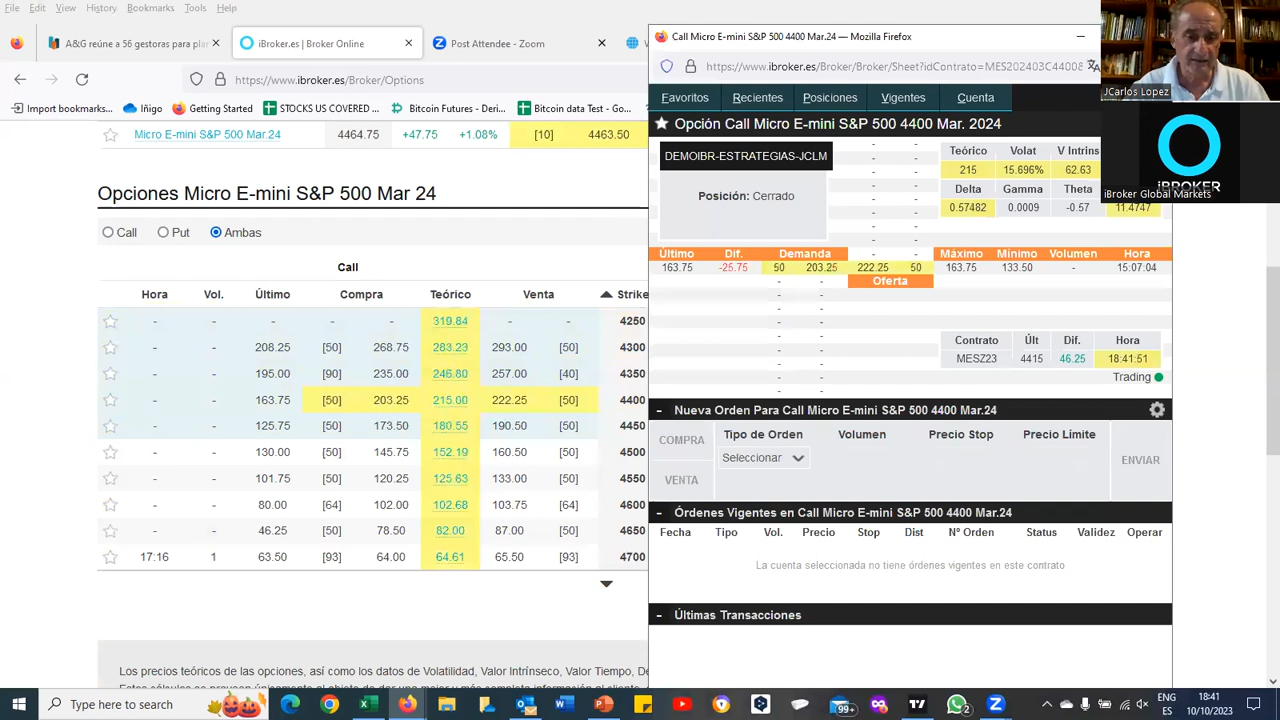 File Edit View History Bookmarks Tools Help
A&G reúne a 56 gestoras para pla
iBroker.es | Broker Online
Post Attendee - Zoom
https://www.ibroker.es/Broker/Options
Import bookmarks...
Iñigo
Getting Started
STOCKS US COVERED ...
Bitcoin Futures - Deri...
Bitcoin data Test - Go...
Micro E-mini S&P 500 Mar.24 4464.75 +47.75 +1.08% [10] 4463.50
Opciones Micro E-mini S&P 500 Mar 24
Call Put Ambas
Call
Hora Vol. Último Compra Teórico Venta Strike
- - - - - 319.84 - - 4250
- - 208.25 [50] 268.75 283.23 293.00 [50] 4300
- - 195.00 [90] 235.00 246.80 257.00 [40] 4350
- - 163.75 [50] 203.25 215.00 222.25 [50] 4400
- - 125.75 [50] 173.50 180.55 190.50 [50] 4450
- - 130.00 [50] 145.75 152.19 160.50 [50] 4500
- - 101.75 [50] 120.25 125.63 133.00 [50] 4550
- - 80.00 [64] 102.00 102.68 103.75 [64] 4600
- - 46.25 [50] 78.50 82.00 87.00 [50] 4650
17:16 1 63.50 [93] 64.00 64.61 65.50 [93] 4700
Los precios teóricos de las opciones, así como los datos de Volatilidad, Valor Intrínseco, Valor Tiempo, De
Call Micro E-mini S&P 500 4400 Mar.24 — Mozilla Firefox
https://www.ibroker.es/Broker/Broker/Sheet?idContrato=MES202403C44008
Favoritos Recientes Posiciones Vigentes Cuenta
Opción Call Micro E-mini S&P 500 4400 Mar. 2024
DEMOIBR-ESTRATEGIAS-JCLM
Posición: Cerrado
Teórico Volat V Intrins
215 15.696% 62.63
Delta Gamma Theta
0.57482 0.0009 -0.57 11.4747
Último Dif. Demanda - - Máximo Mínimo Volumen Hora
163.75 -25.75 50 203.25 222.25 50 163.75 133.50 - 15:07:04
Oferta
Contrato Últ Dif. Hora
MESZ23 4415 46.25 18:41:51
Trading
- Nueva Orden Para Call Micro E-mini S&P 500 4400 Mar.24
COMPRA
VENTA
Tipo de Orden Volumen Precio Stop Precio Límite
Seleccionar
ENVIAR
- Órdenes Vigentes en Call Micro E-mini S&P 500 4400 Mar.24
Fecha Tipo Vol. Precio Stop Dist Nº Orden Status Validez Operar
La cuenta seleccionada no tiene órdenes vigentes en este contrato
- Últimas Transacciones
JCarlos Lopez
iBROKER
iBroker Global Markets
Type here to search
99+
2
ENG
ES
18:41
10/10/2023